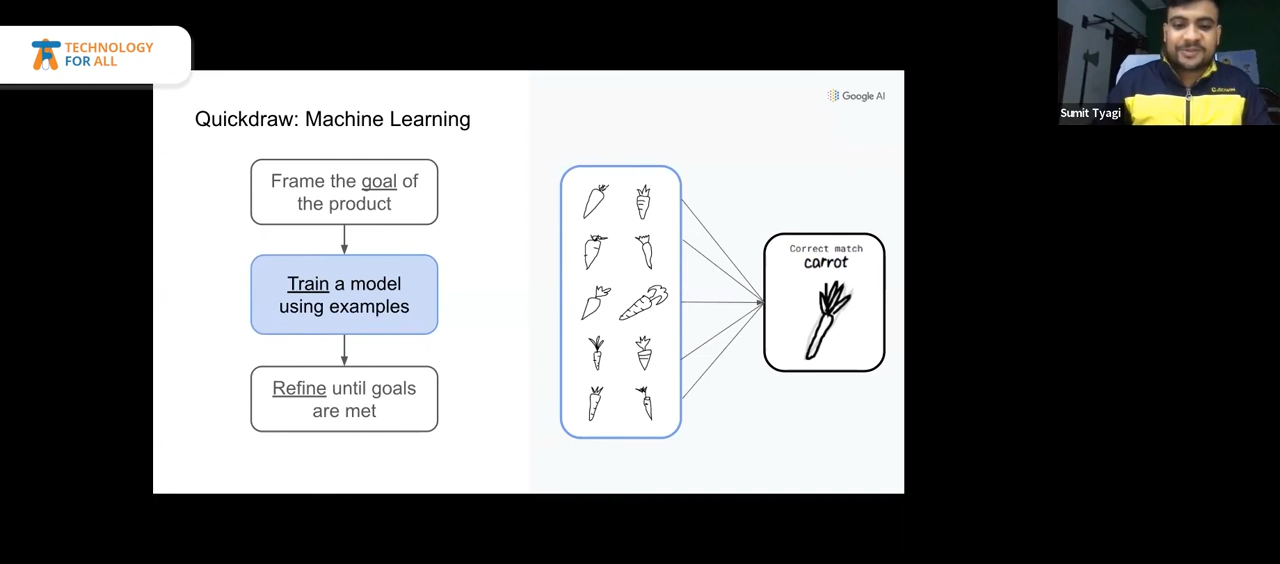 TECHNOLOGY
FOR ALL
Google AI
Sumit Tyagi
Quickdraw: Machine Learning
Frame the goal of
the product
Train a model
using examples
Refine until goals
are met
Correct match
carrot